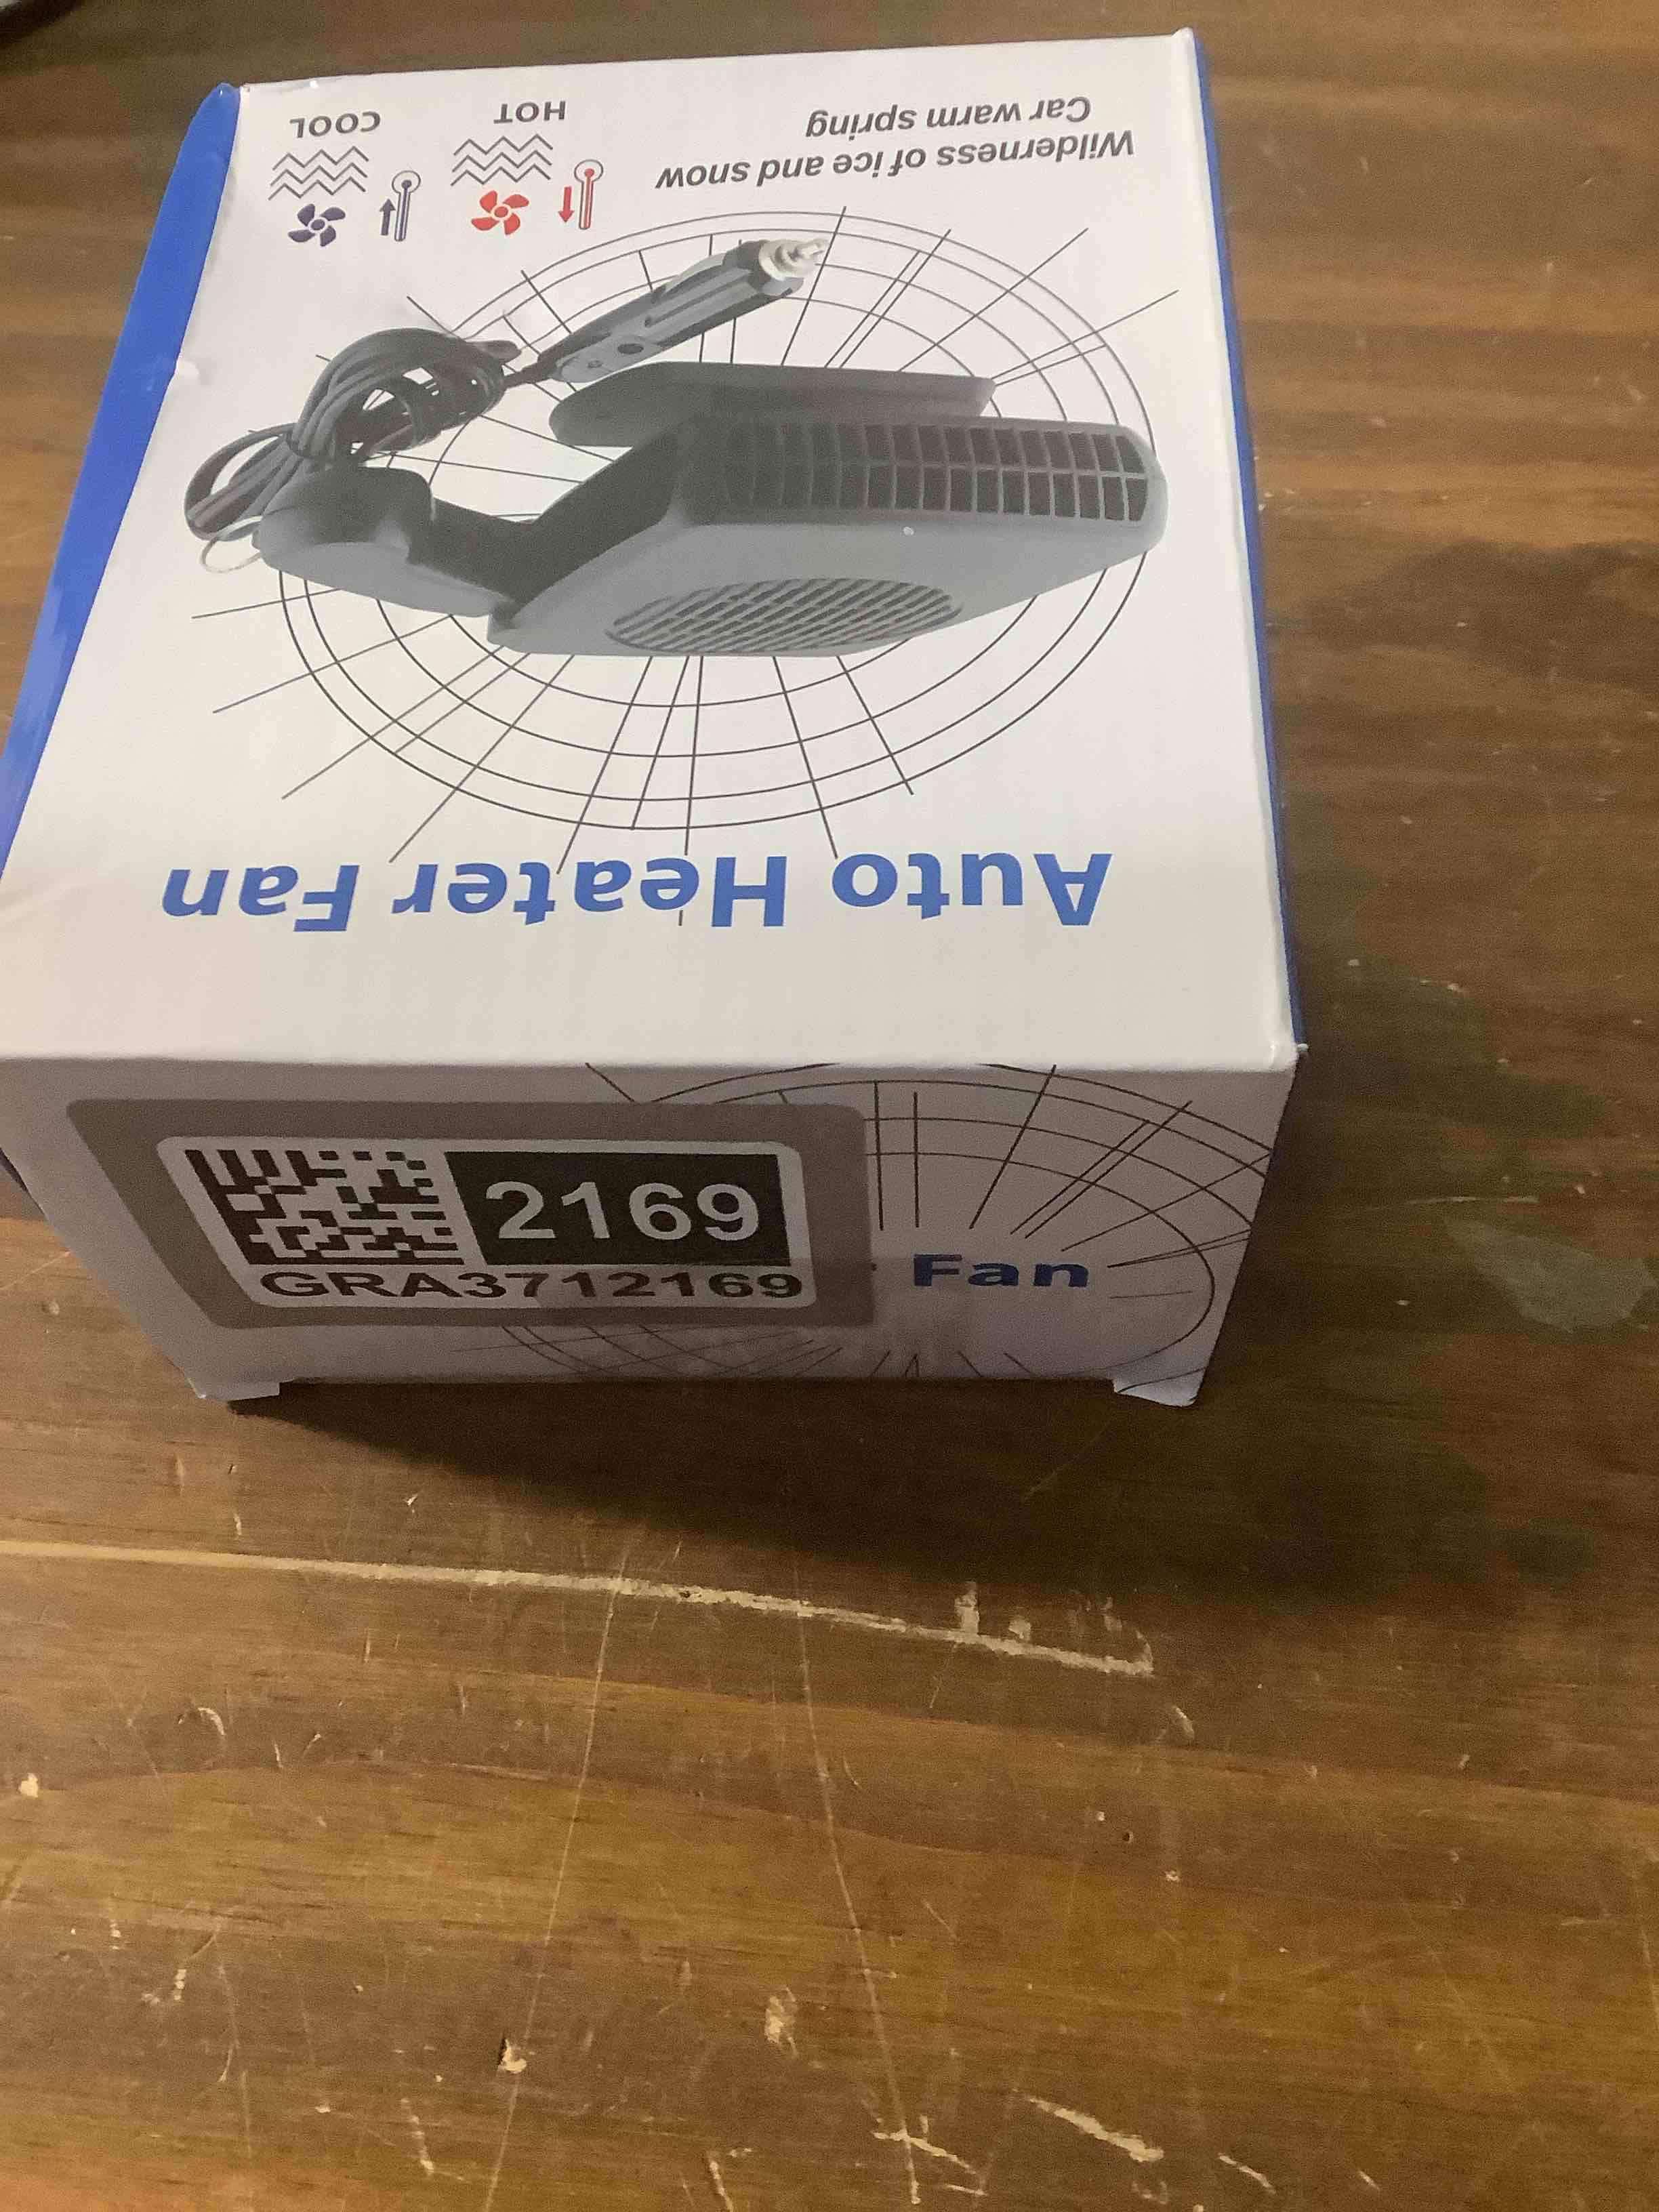 Auto Heater Fan
Wilderness of ice and snow
Car warm spring
HOT
COOL
2169
GRA3712169
Fan